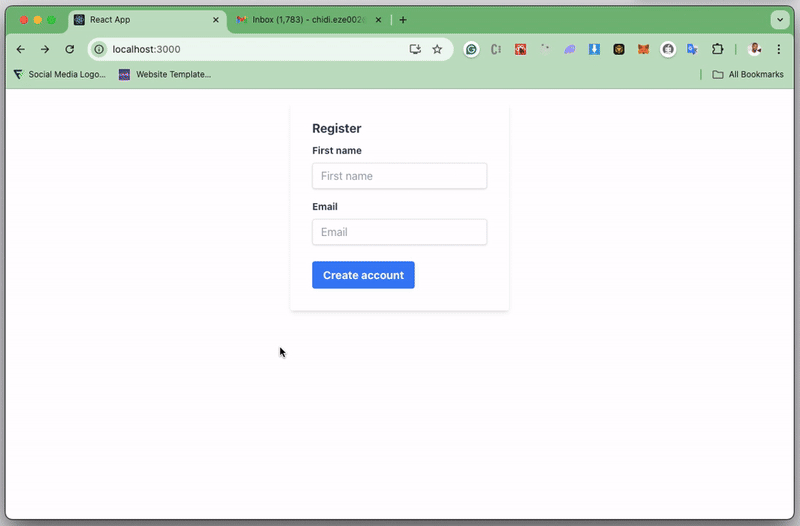 React App
Inbox (1,783) - chidi.eze002
localhost:3000
Social Media Logo...
Website Template...
All Bookmarks
Register
First name
First name
Email
Email
Create account